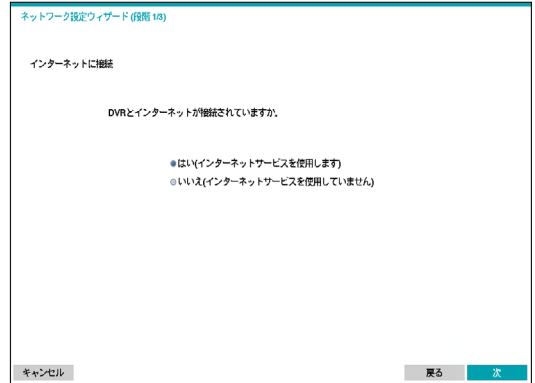 ネットワーク設定ウィザード (段階 1/3)
インターネットに接続
DVRとインターネットが接続されていますか。
はい(インターネットサービスを使用します)
いいえ(インターネットサービスを使用していません)
キャンセル
戻る
次